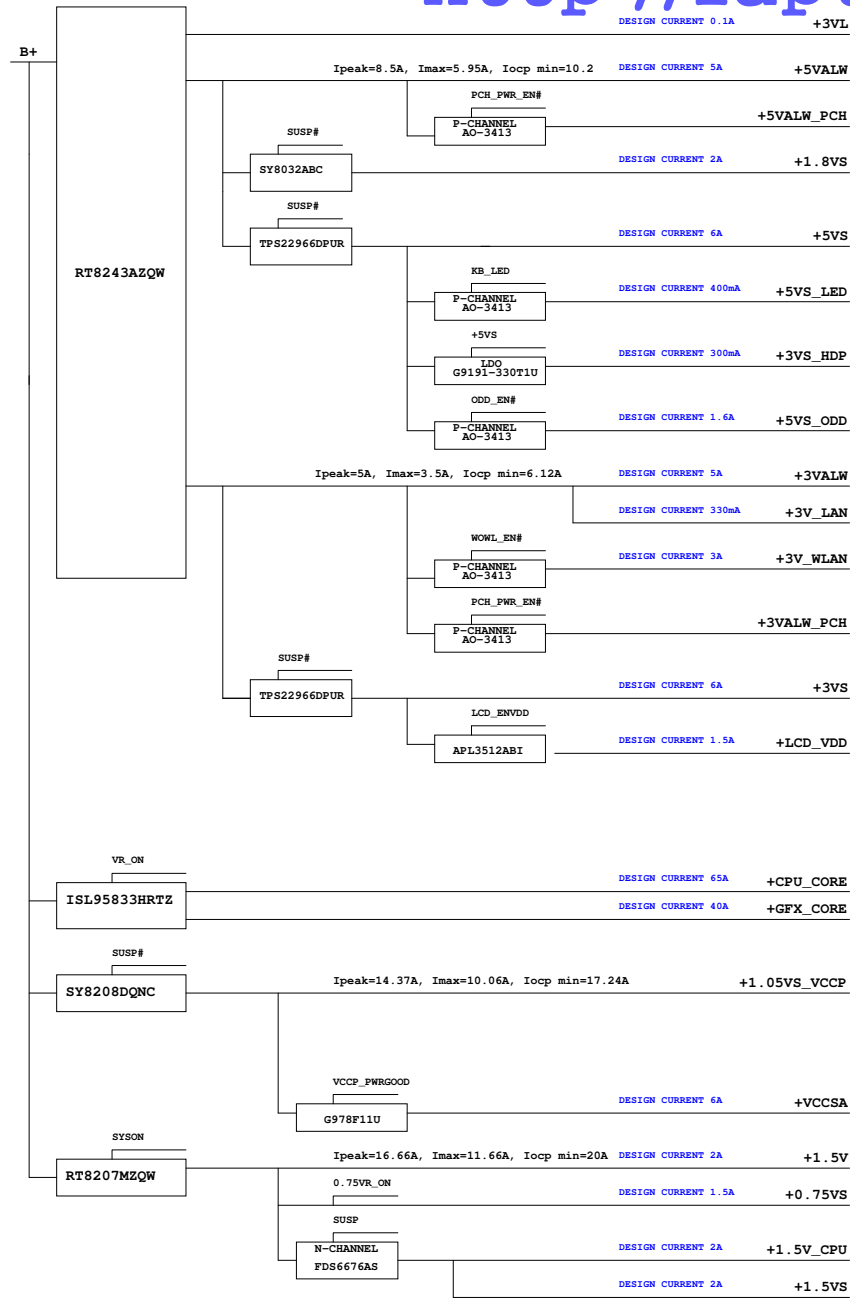 DESIGN CURRENT 0.1A +3VL
B+
Ipeak=8.5A, Imax=5.95A, Iocp min=10.2 DESIGN CURRENT 5A +5VALW
PCH_PWR_EN#
P-CHANNEL
AO-3413
+5VALW_PCH
SUSP#
SY8032ABC
DESIGN CURRENT 2A +1.8VS
SUSP#
TPS22966DPUR
DESIGN CURRENT 6A +5VS
RT8243AZQW
KB_LED
P-CHANNEL
AO-3413
DESIGN CURRENT 400mA +5VS_LED
+5VS
LDO
G9191-330T1U
DESIGN CURRENT 300mA +3VS_HDP
ODD_EN#
P-CHANNEL
AO-3413
DESIGN CURRENT 1.6A +5VS_ODD
Ipeak=5A, Imax=3.5A, Iocp min=6.12A DESIGN CURRENT 5A +3VALW
DESIGN CURRENT 330mA +3V_LAN
WOWL_EN#
P-CHANNEL
AO-3413
DESIGN CURRENT 3A +3V_WLAN
PCH_PWR_EN#
P-CHANNEL
AO-3413
+3VALW_PCH
SUSP#
TPS22966DPUR
DESIGN CURRENT 6A +3VS
LCD_ENVDD
APL3512ABI
DESIGN CURRENT 1.5A +LCD_VDD
VR_ON
ISL95833HRTZ
DESIGN CURRENT 65A +CPU_CORE
DESIGN CURRENT 40A +GFX_CORE
SUSP#
SY8208DQNC
Ipeak=14.37A, Imax=10.06A, Iocp min=17.24A +1.05VS_VCCP
VCCP_PWRGOOD
G978F11U
DESIGN CURRENT 6A +VCCSA
SYSON
RT8207MZQW
Ipeak=16.66A, Imax=11.66A, Iocp min=20A DESIGN CURRENT 2A +1.5V
0.75VR_ON
DESIGN CURRENT 1.5A +0.75VS
SUSP
N-CHANNEL
FDS6676AS
DESIGN CURRENT 2A +1.5V_CPU
DESIGN CURRENT 2A +1.5VS